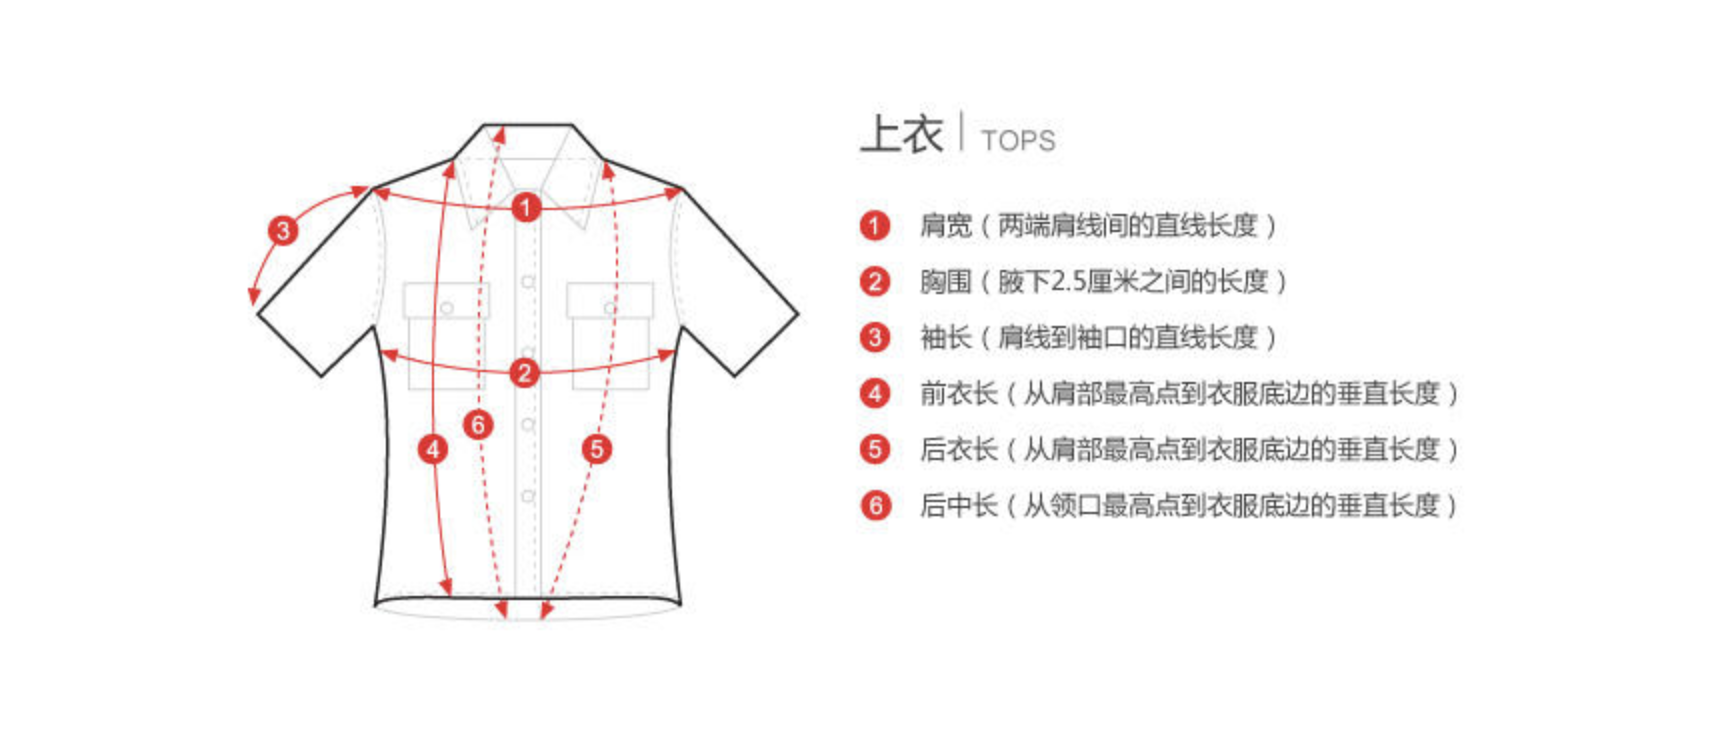 上衣 | TOPS
1 肩宽（两端肩线间的直线长度）
2 胸围（腋下2.5厘米之间的长度）
3 袖长（肩线到袖口的直线长度）
4 前衣长（从肩部最高点到衣服底边的垂直长度）
5 后衣长（从肩部最高点到衣服底边的垂直长度）
6 后中长（从领口最高点到衣服底边的垂直长度）
1
3
2
6
4
5